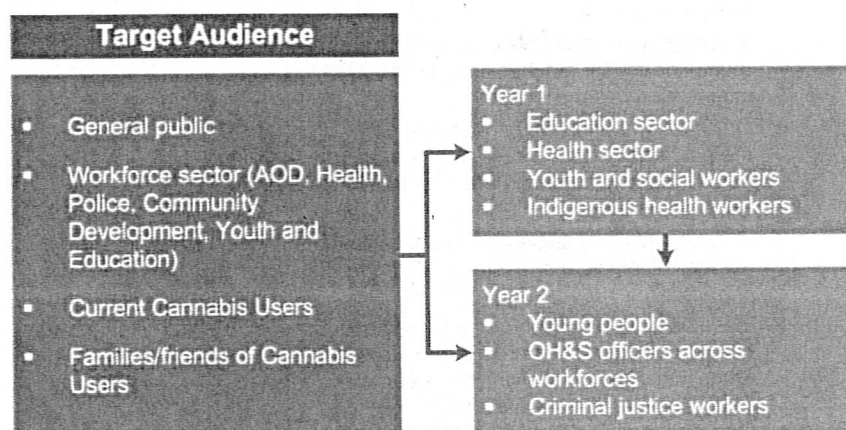 Target Audience
▪ General public
▪ Workforce sector (AOD, Health,
Police, Community
Development, Youth and
Education)
▪ Current Cannabis Users
▪ Families/friends of Cannabis
Users
Year 1
▪ Education sector
▪ Health sector
▪ Youth and social workers
▪ Indigenous health workers
Year 2
▪ Young people
▪ OH&S officers across
workforces
▪ Criminal justice workers